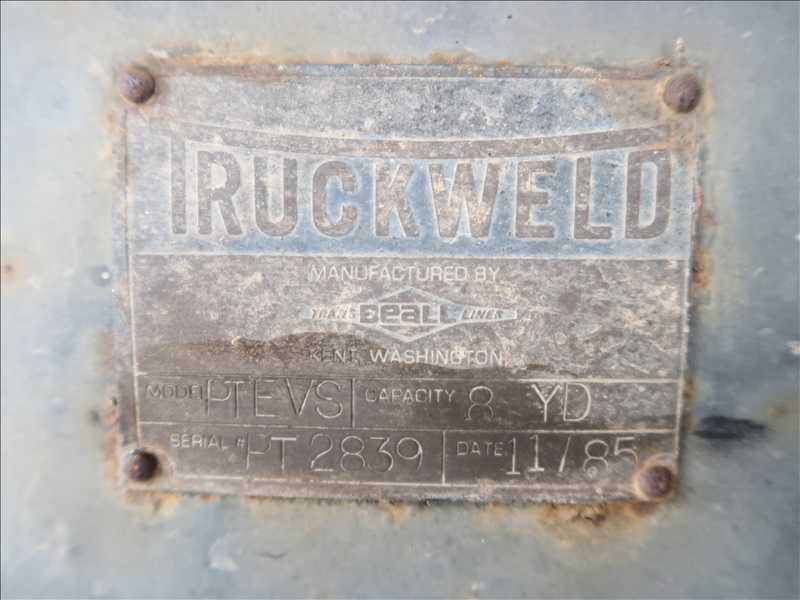 TRUCKWELD
MANUFACTURED BY
TRANS Beall LINER
KENT, WASHINGTON
MODEL PTEVS CAPACITY 8 YD
SERIAL # PT 2839 DATE 11/85